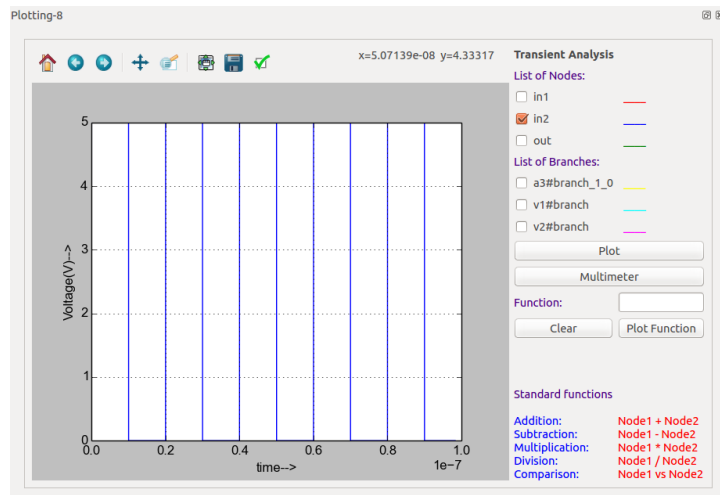 Plotting-8
x=5.07139e-08 y=4.33317
Transient Analysis
List of Nodes:
in1
in2
out
List of Branches:
a3#branch_1_0
v1#branch
v2#branch
Plot
Multimeter
Function:
Clear Plot Function
Standard functions
Addition: Node1 + Node2
Subtraction: Node1 - Node2
Multiplication: Node1 * Node2
Division: Node1 / Node2
Comparison: Node1 vs Node2
Voltage(V)--->
5
4
3
2
1
0
0.0 0.2 0.4 0.6 0.8 1.0
time-->
1e-7